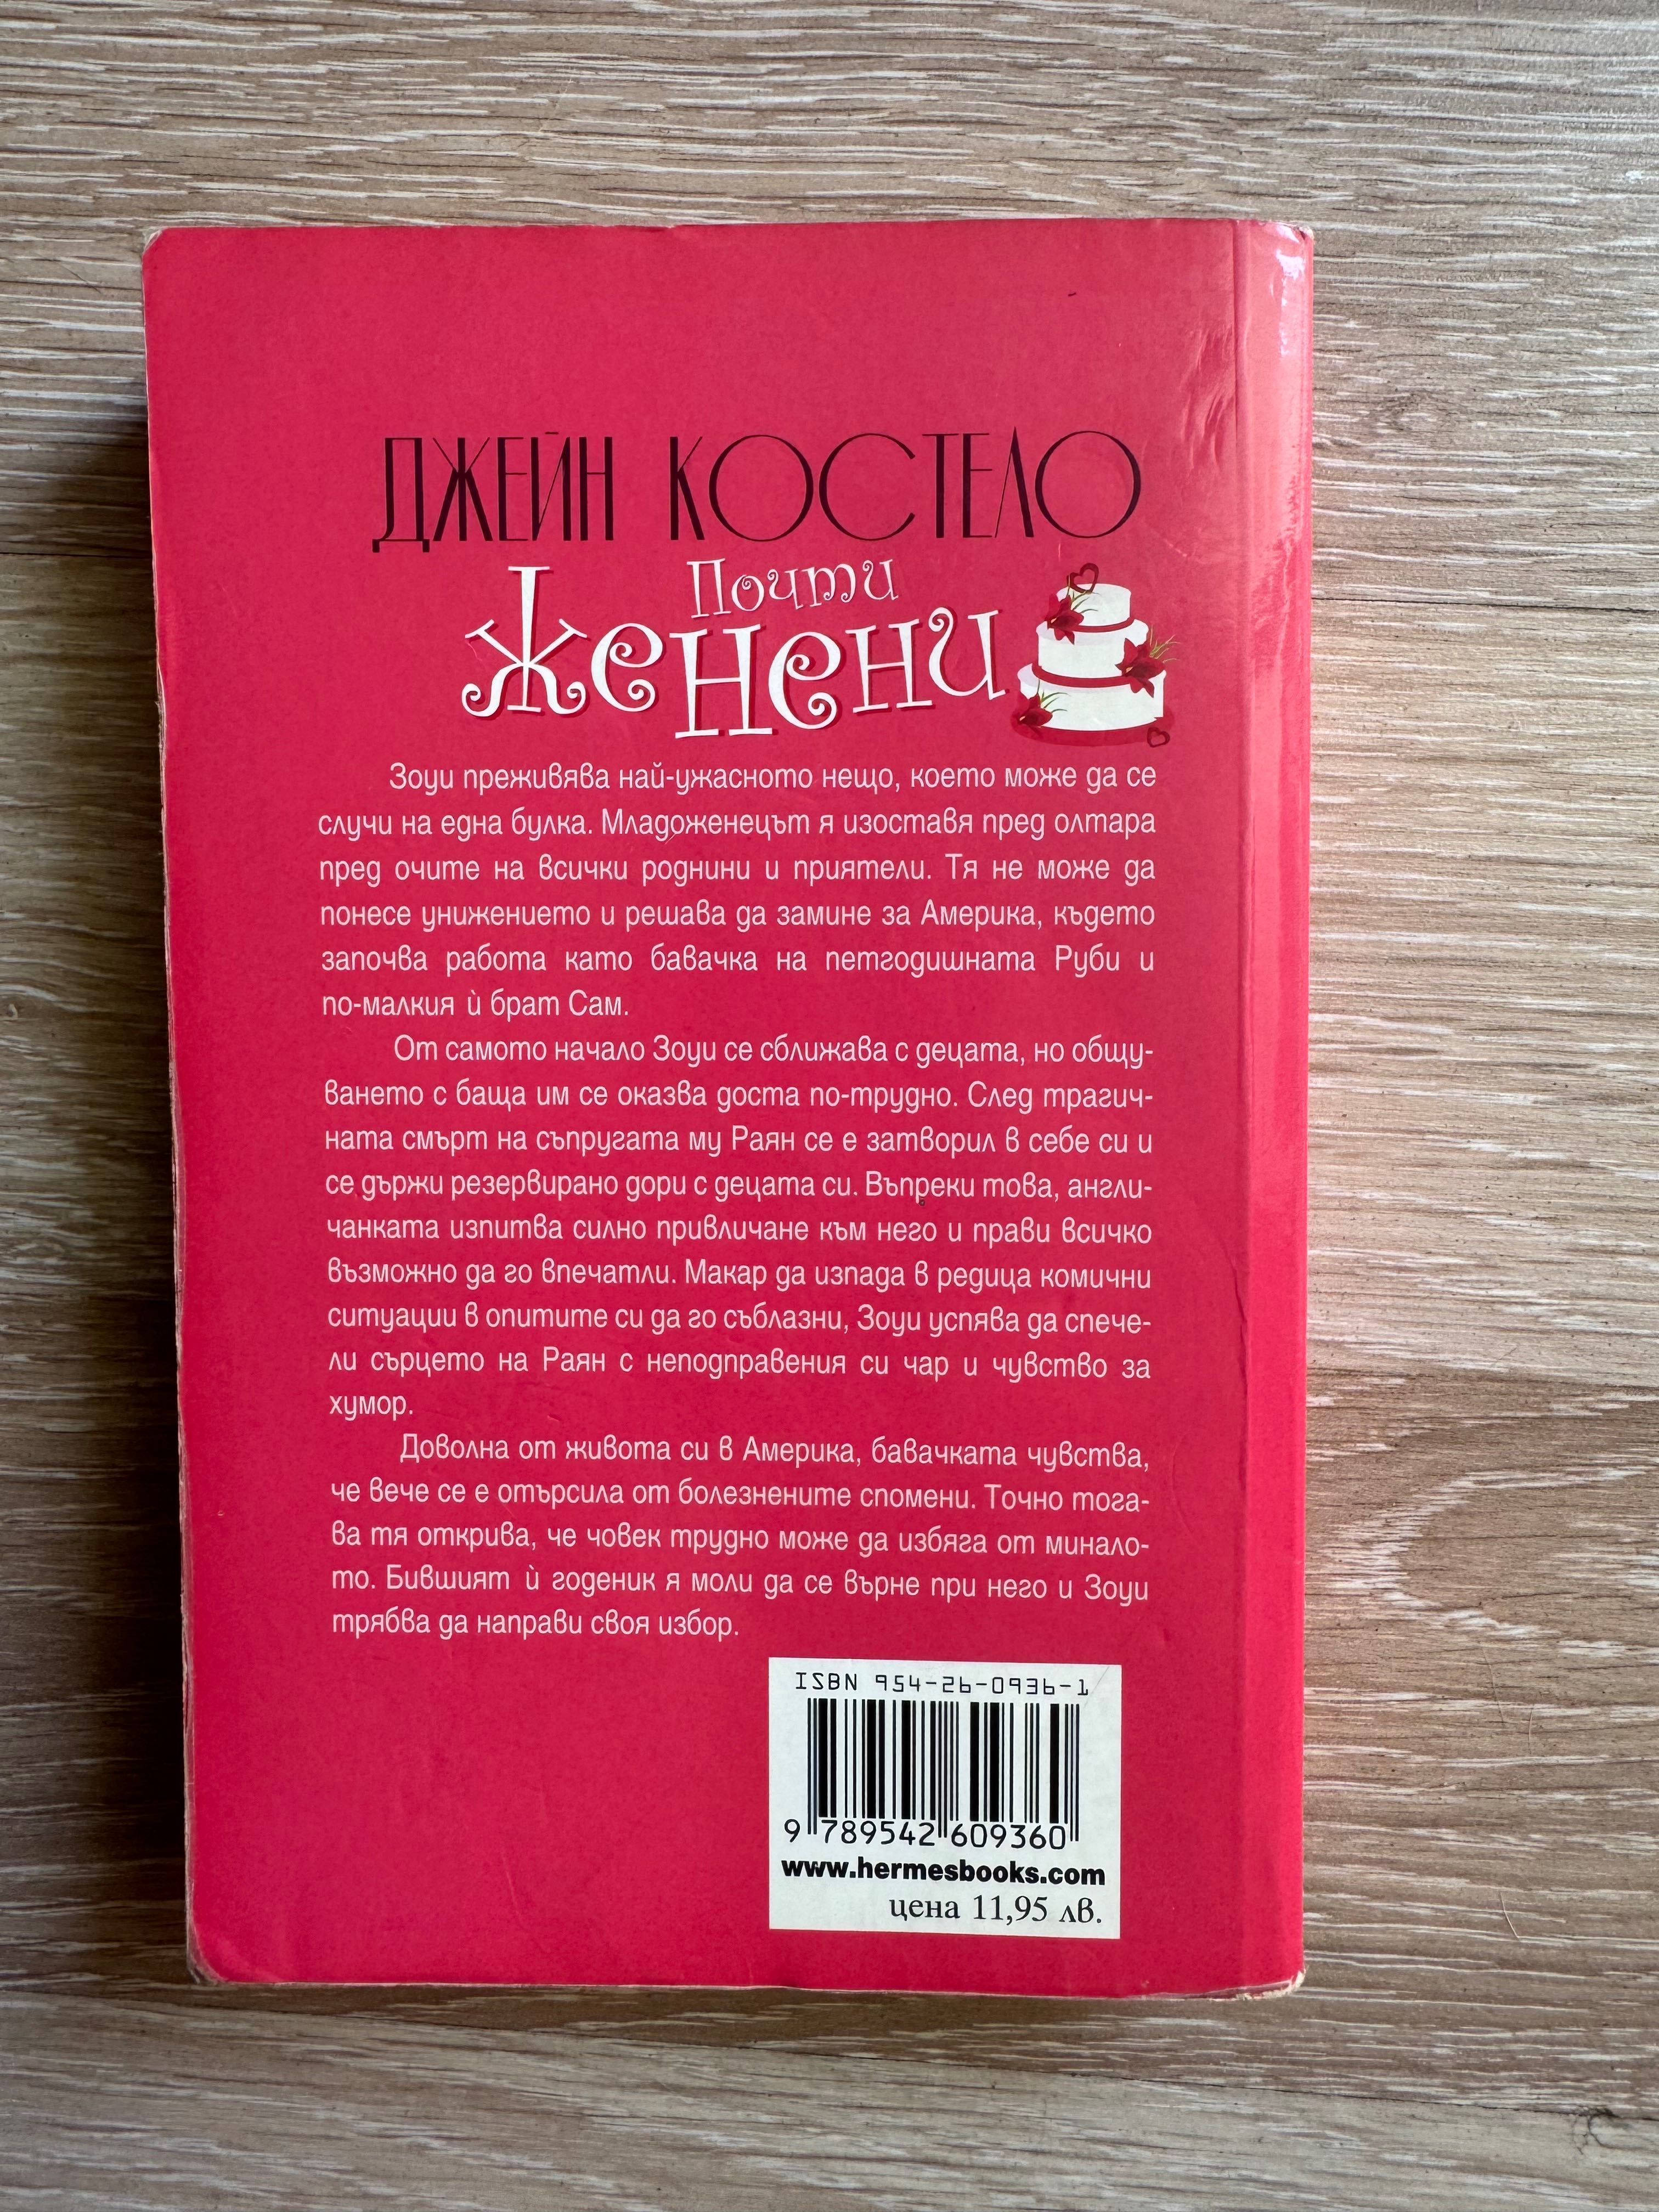 ДЖЕЙН КОСТЕЛО
Почти
женени
Зоуи преживява най-ужасното нещо, което може да се
случи на една булка. Младоженецът я изоставя пред олтара
пред очите на всички роднини и приятели. Тя не може да
понесе унижението и решава да замине за Америка, където
започва работа като бавачка на петгодишната Руби и
по-малкия ѝ брат Сам.
От самото начало Зоуи се сближава с децата, но общу-
ването с баща им се оказва доста по-трудно. След трагич-
ната смърт на съпругата му Раян се е затворил в себе си и
се държи резервирано дори с децата си. Въпреки това, англи-
чанката изпитва силно привличане към него и прави всичко
възможно да го впечатли. Макар да изпада в редица комични
ситуации в опитите си да го съблазни, Зоуи успява да спече-
ли сърцето на Раян с неподправения си чар и чувство за
хумор.
Доволна от живота си в Америка, бавачката чувства,
че вече се е отърсила от болезнените спомени. Точно тога-
ва тя открива, че човек трудно може да избяга от минало-
то. Бившият ѝ годеник я моли да се върне при него и Зоуи
трябва да направи своя избор.
ISBN 954-26-0936-1
9 789542 609360
www.hermesbooks.com
цена 11,95 лв.